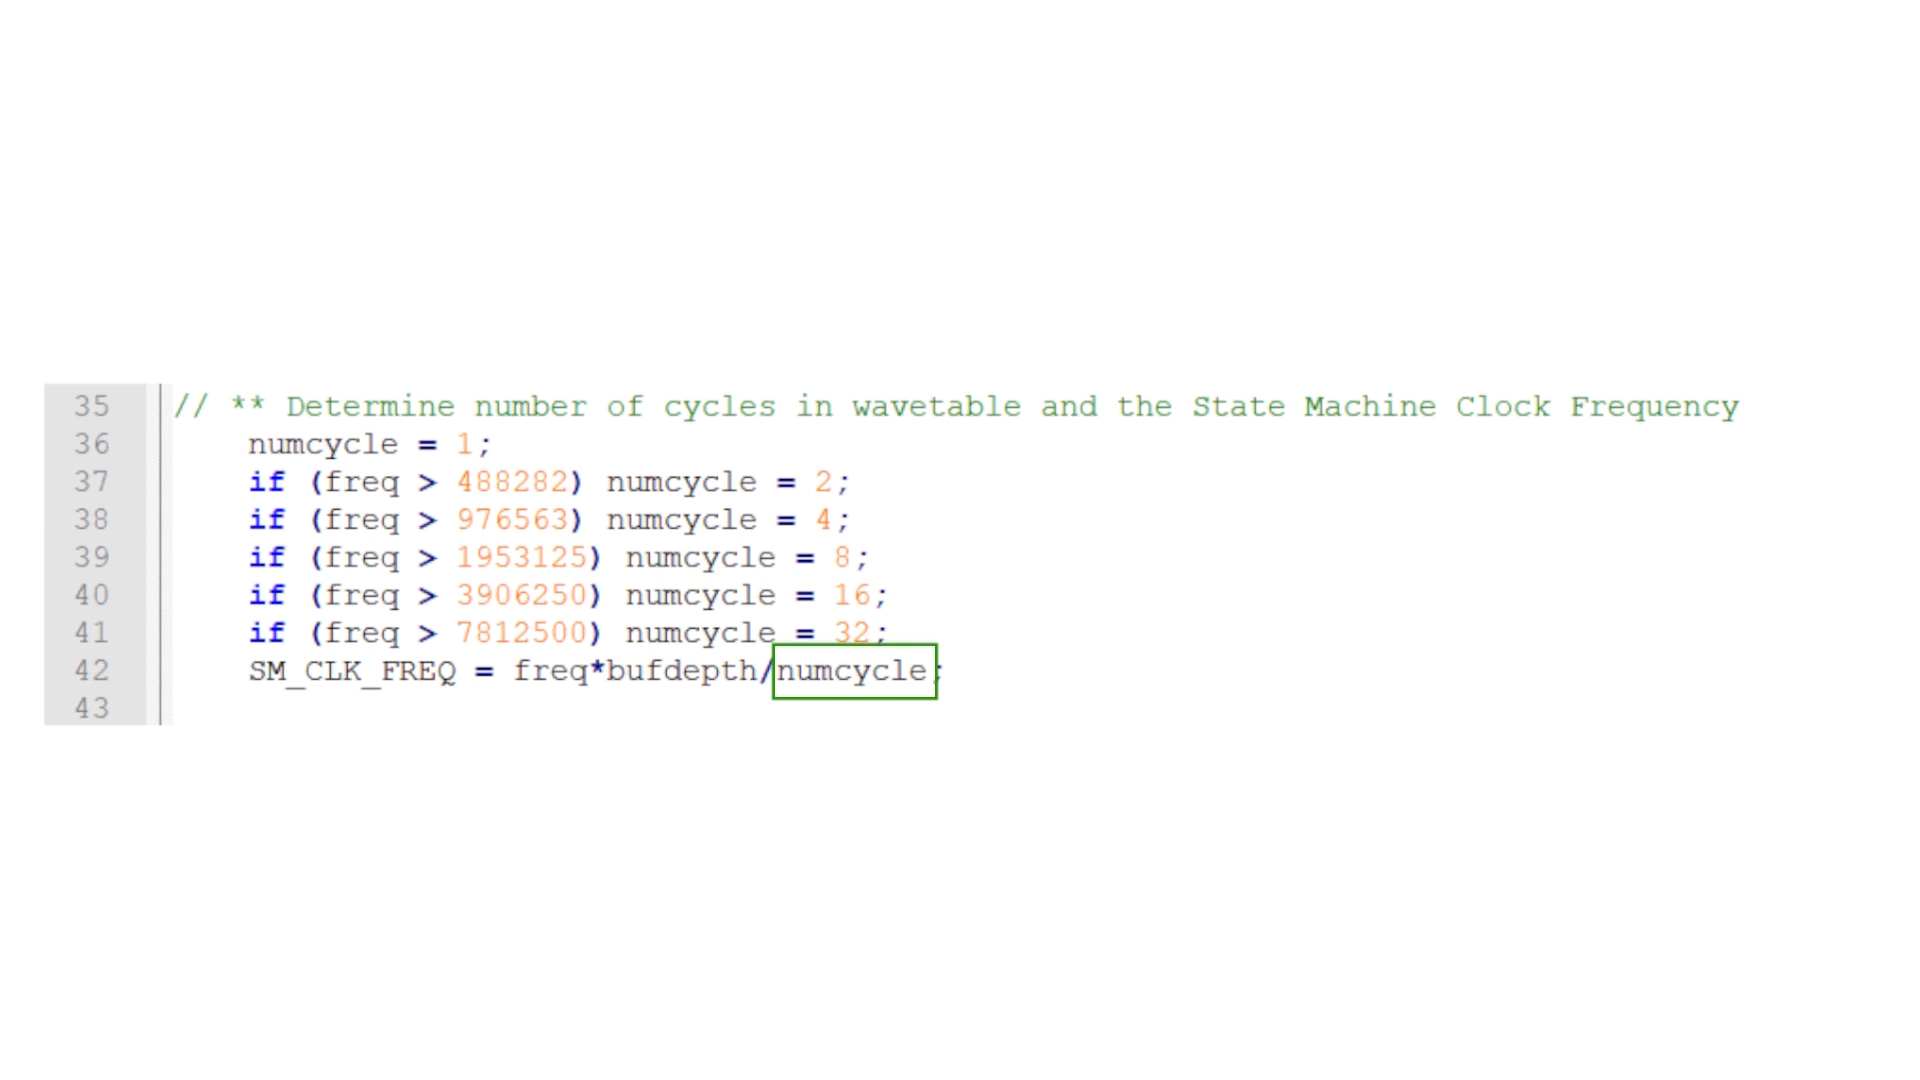 35 // ** Determine number of cycles in wavetable and the State Machine Clock Frequency
36 numcycle = 1;
37 if (freq > 488282) numcycle = 2;
38 if (freq > 976563) numcycle = 4;
39 if (freq > 1953125) numcycle = 8;
40 if (freq > 3906250) numcycle = 16;
41 if (freq > 7812500) numcycle = 32;
42 SM_CLK_FREQ = freq*bufdepth/numcycle;
43